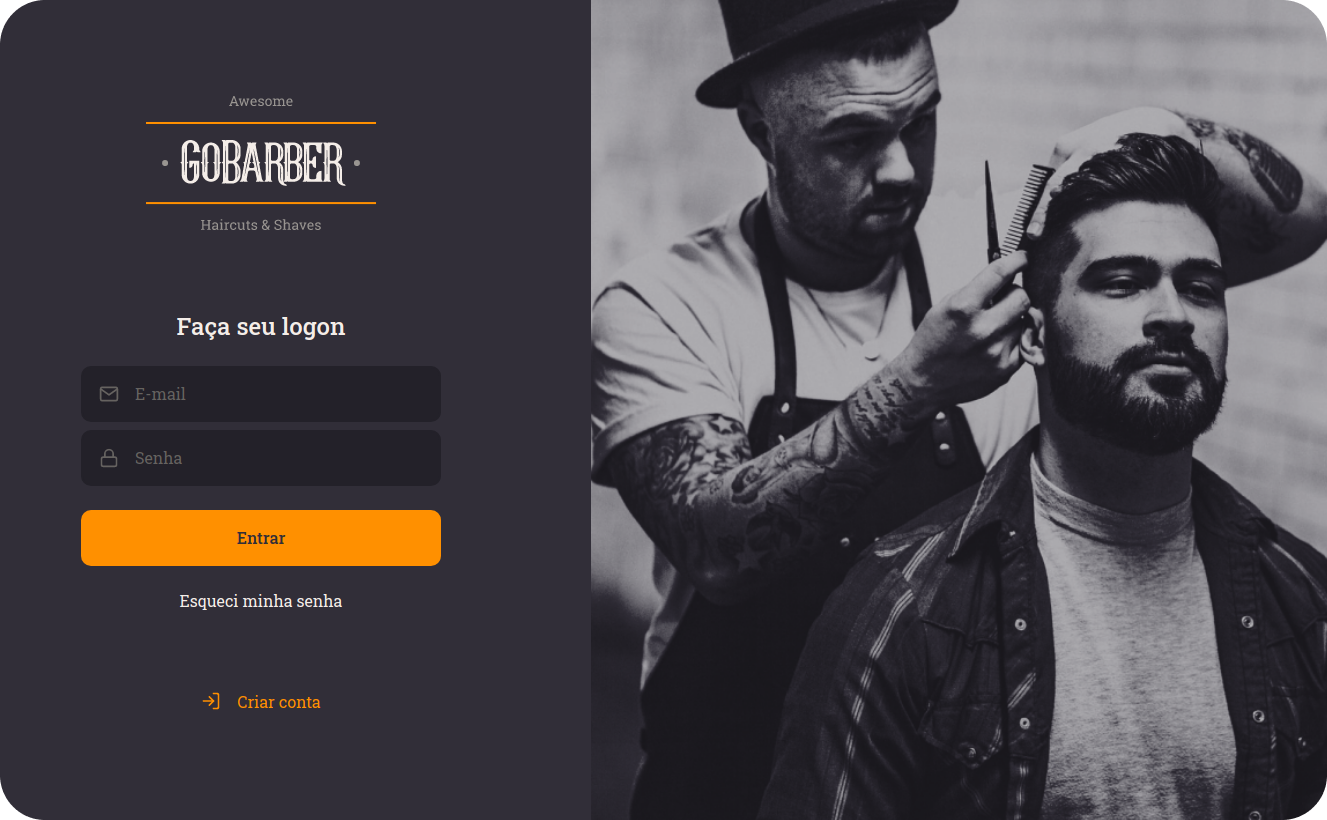 Awesome
GOBARBER
Haircuts & Shaves
Faça seu logon
E-mail
Senha
Entrar
Esqueci minha senha
Criar conta